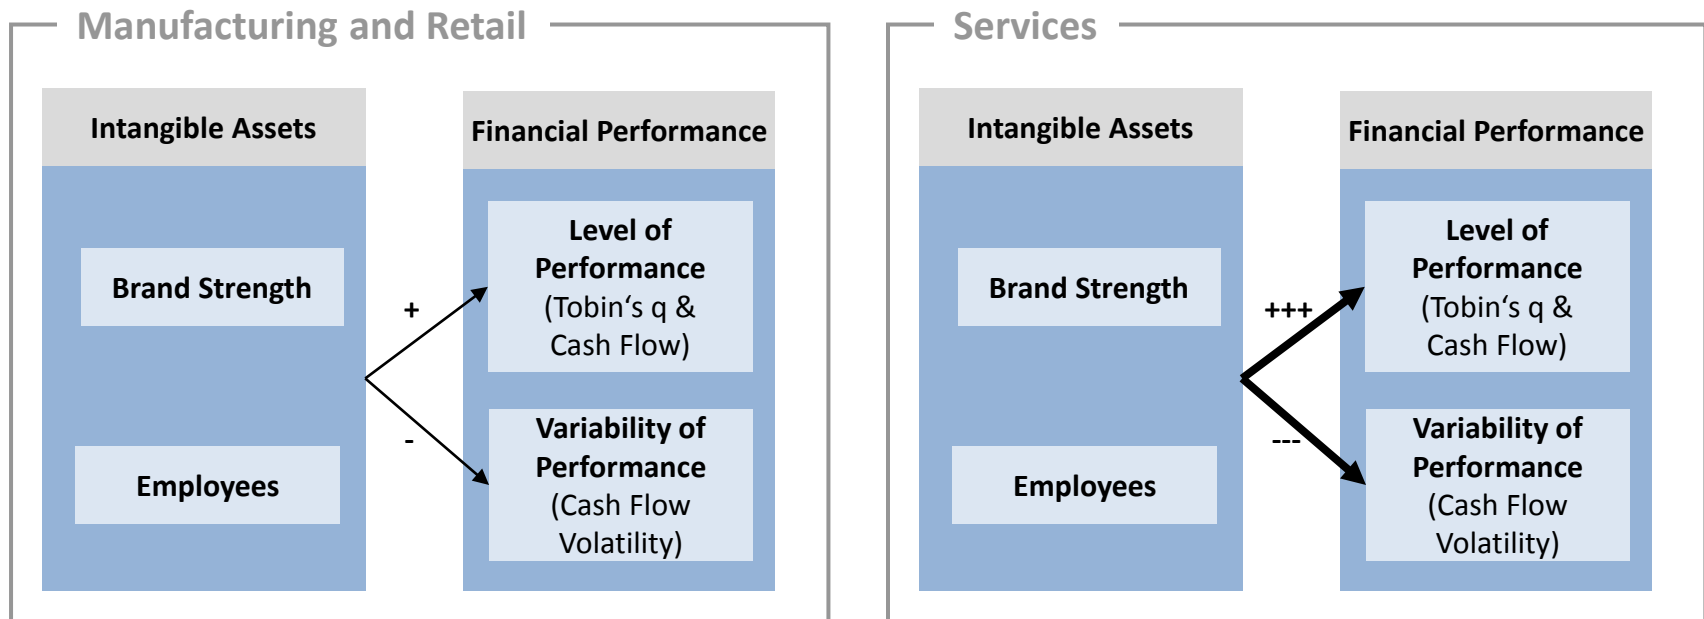 Manufacturing and Retail
Intangible Assets
Financial Performance
Brand Strength
Employees
+
-
Level of
Performance
(Tobin‘s q &
Cash Flow)
Variability of
Performance
(Cash Flow
Volatility)
Services
Intangible Assets
Financial Performance
Brand Strength
Employees
+++
---
Level of
Performance
(Tobin‘s q &
Cash Flow)
Variability of
Performance
(Cash Flow
Volatility)